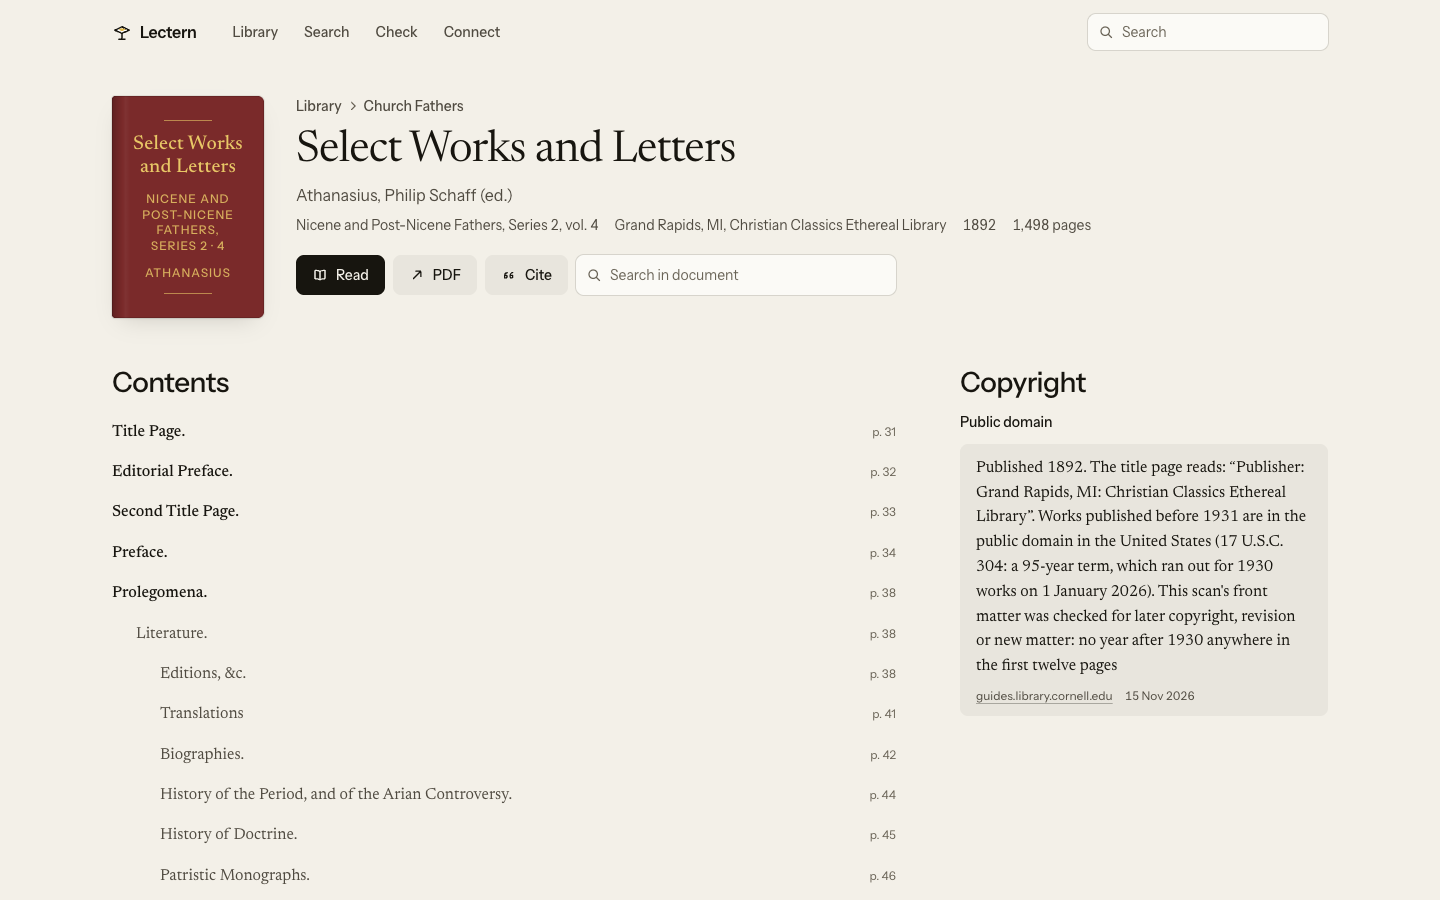 Lectern
Library
Search
Check
Connect
Search
Select Works
and Letters
NICENE AND
POST-NICENE
FATHERS,
SERIES 2 · 4
ATHANASIUS
Library > Church Fathers
Select Works and Letters
Athanasius, Philip Schaff (ed.)
Nicene and Post-Nicene Fathers, Series 2, vol. 4 Grand Rapids, MI, Christian Classics Ethereal Library 1892 1,498 pages
Read
PDF
Cite
Search in document
Contents
Title Page. p. 31
Editorial Preface. p. 32
Second Title Page. p. 33
Preface. p. 34
Prolegomena. p. 38
Literature. p. 38
Editions, &c. p. 38
Translations p. 41
Biographies. p. 42
History of the Period, and of the Arian Controversy. p. 44
History of Doctrine. p. 45
Patristic Monographs. p. 46
Copyright
Public domain
Published 1892. The title page reads: “Publisher:
Grand Rapids, MI: Christian Classics Ethereal
Library”. Works published before 1931 are in the
public domain in the United States (17 U.S.C.
304: a 95-year term, which ran out for 1930
works on 1 January 2026). This scan's front
matter was checked for later copyright, revision
or new matter: no year after 1930 anywhere in
the first twelve pages
guides.library.cornell.edu 15 Nov 2026